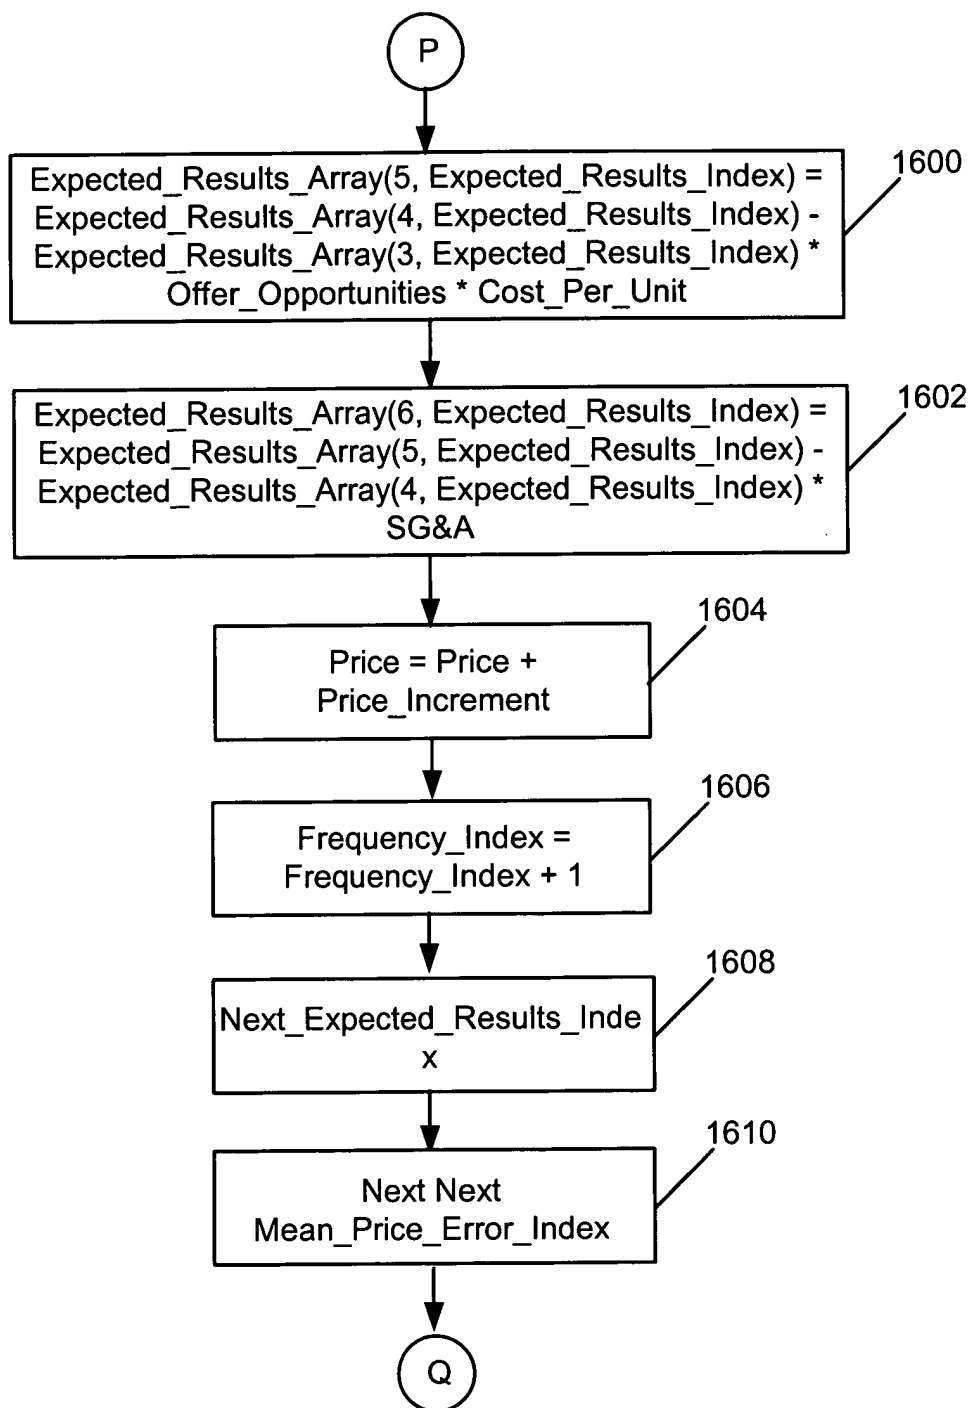 P
Expected_Results_Array(5, Expected_Results_Index) =
Expected_Results_Array(4, Expected_Results_Index) -
Expected_Results_Array(3, Expected_Results_Index) *
Offer_Opportunities * Cost_Per_Unit
1600
Expected_Results_Array(6, Expected_Results_Index) =
Expected_Results_Array(5, Expected_Results_Index) -
Expected_Results_Array(4, Expected_Results_Index) *
SG&A
1602
Price = Price +
Price_Increment
1604
Frequency_Index =
Frequency_Index + 1
1606
Next_Expected_Results_Inde
x
1608
Next Next
Mean_Price_Error_Index
1610
Q